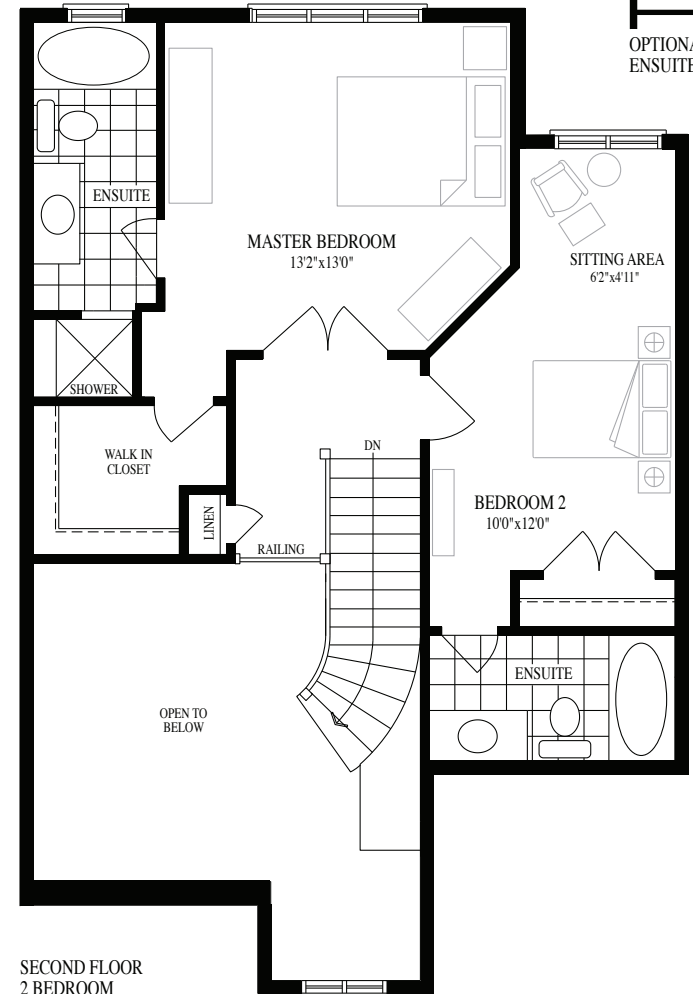 OPTIONA
ENSUITE
ENSUITE
MASTER BEDROOM
13'2"x13'0"
SITTING AREA
6'2"x4'11"
SHOWER
WALK IN
CLOSET
DN
LINEN
BEDROOM 2
10'0"x12'0"
RAILING
ENSUITE
OPEN TO
BELOW
SECOND FLOOR
2 BEDROOM